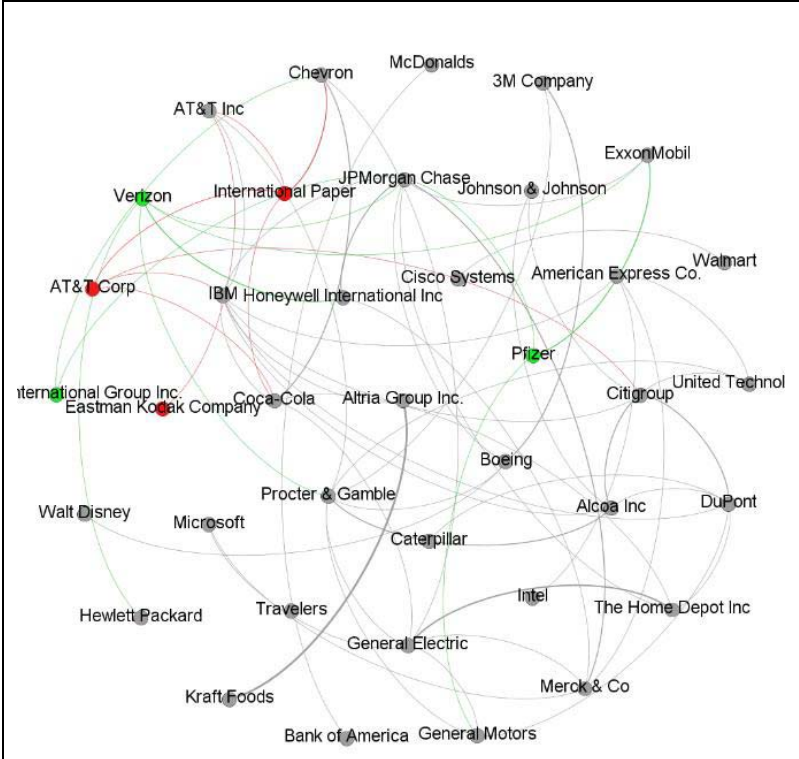 McDonalds
Chevron
3M Company
AT&T Inc
ExxonMobil
JPMorgan Chase
Johnson & Johnson
International Paper
Verizon
Walmart
American Express Co.
Cisco Systems
AT&T Corp
IBM
Honeywell International Inc
Pfizer
United Technol
nternational Group Inc.
Citigroup
Coca-Cola
Altria Group Inc.
Eastman Kodak Company
Boeing
Procter & Gamble
DuPont
Alcoa Inc
Walt Disney
Microsoft
Caterpillar
Intel
The Home Depot Inc
Travelers
Hewlett Packard
General Electric
Merck & Co
Kraft Foods
General Motors
Bank of America